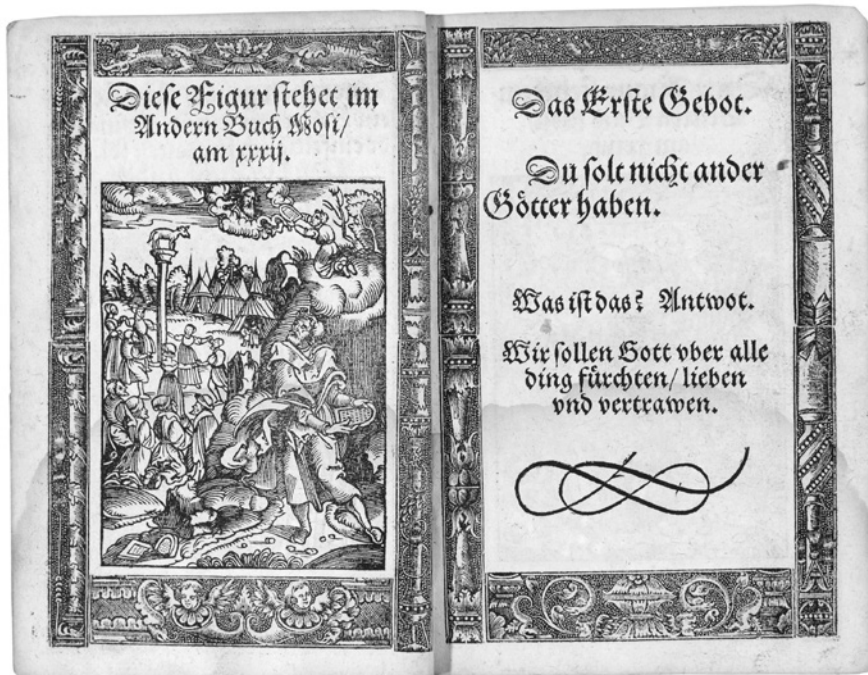 Diese Figur stehet im
Andern Buch Mosi/
am xxxij.
Das Erste Gebot.
Du solt nicht ander
Götter haben.
Was ist das? Antwot.
Wir sollen Gott vber alle
ding fürchten/ lieben
vnd vertrawen.